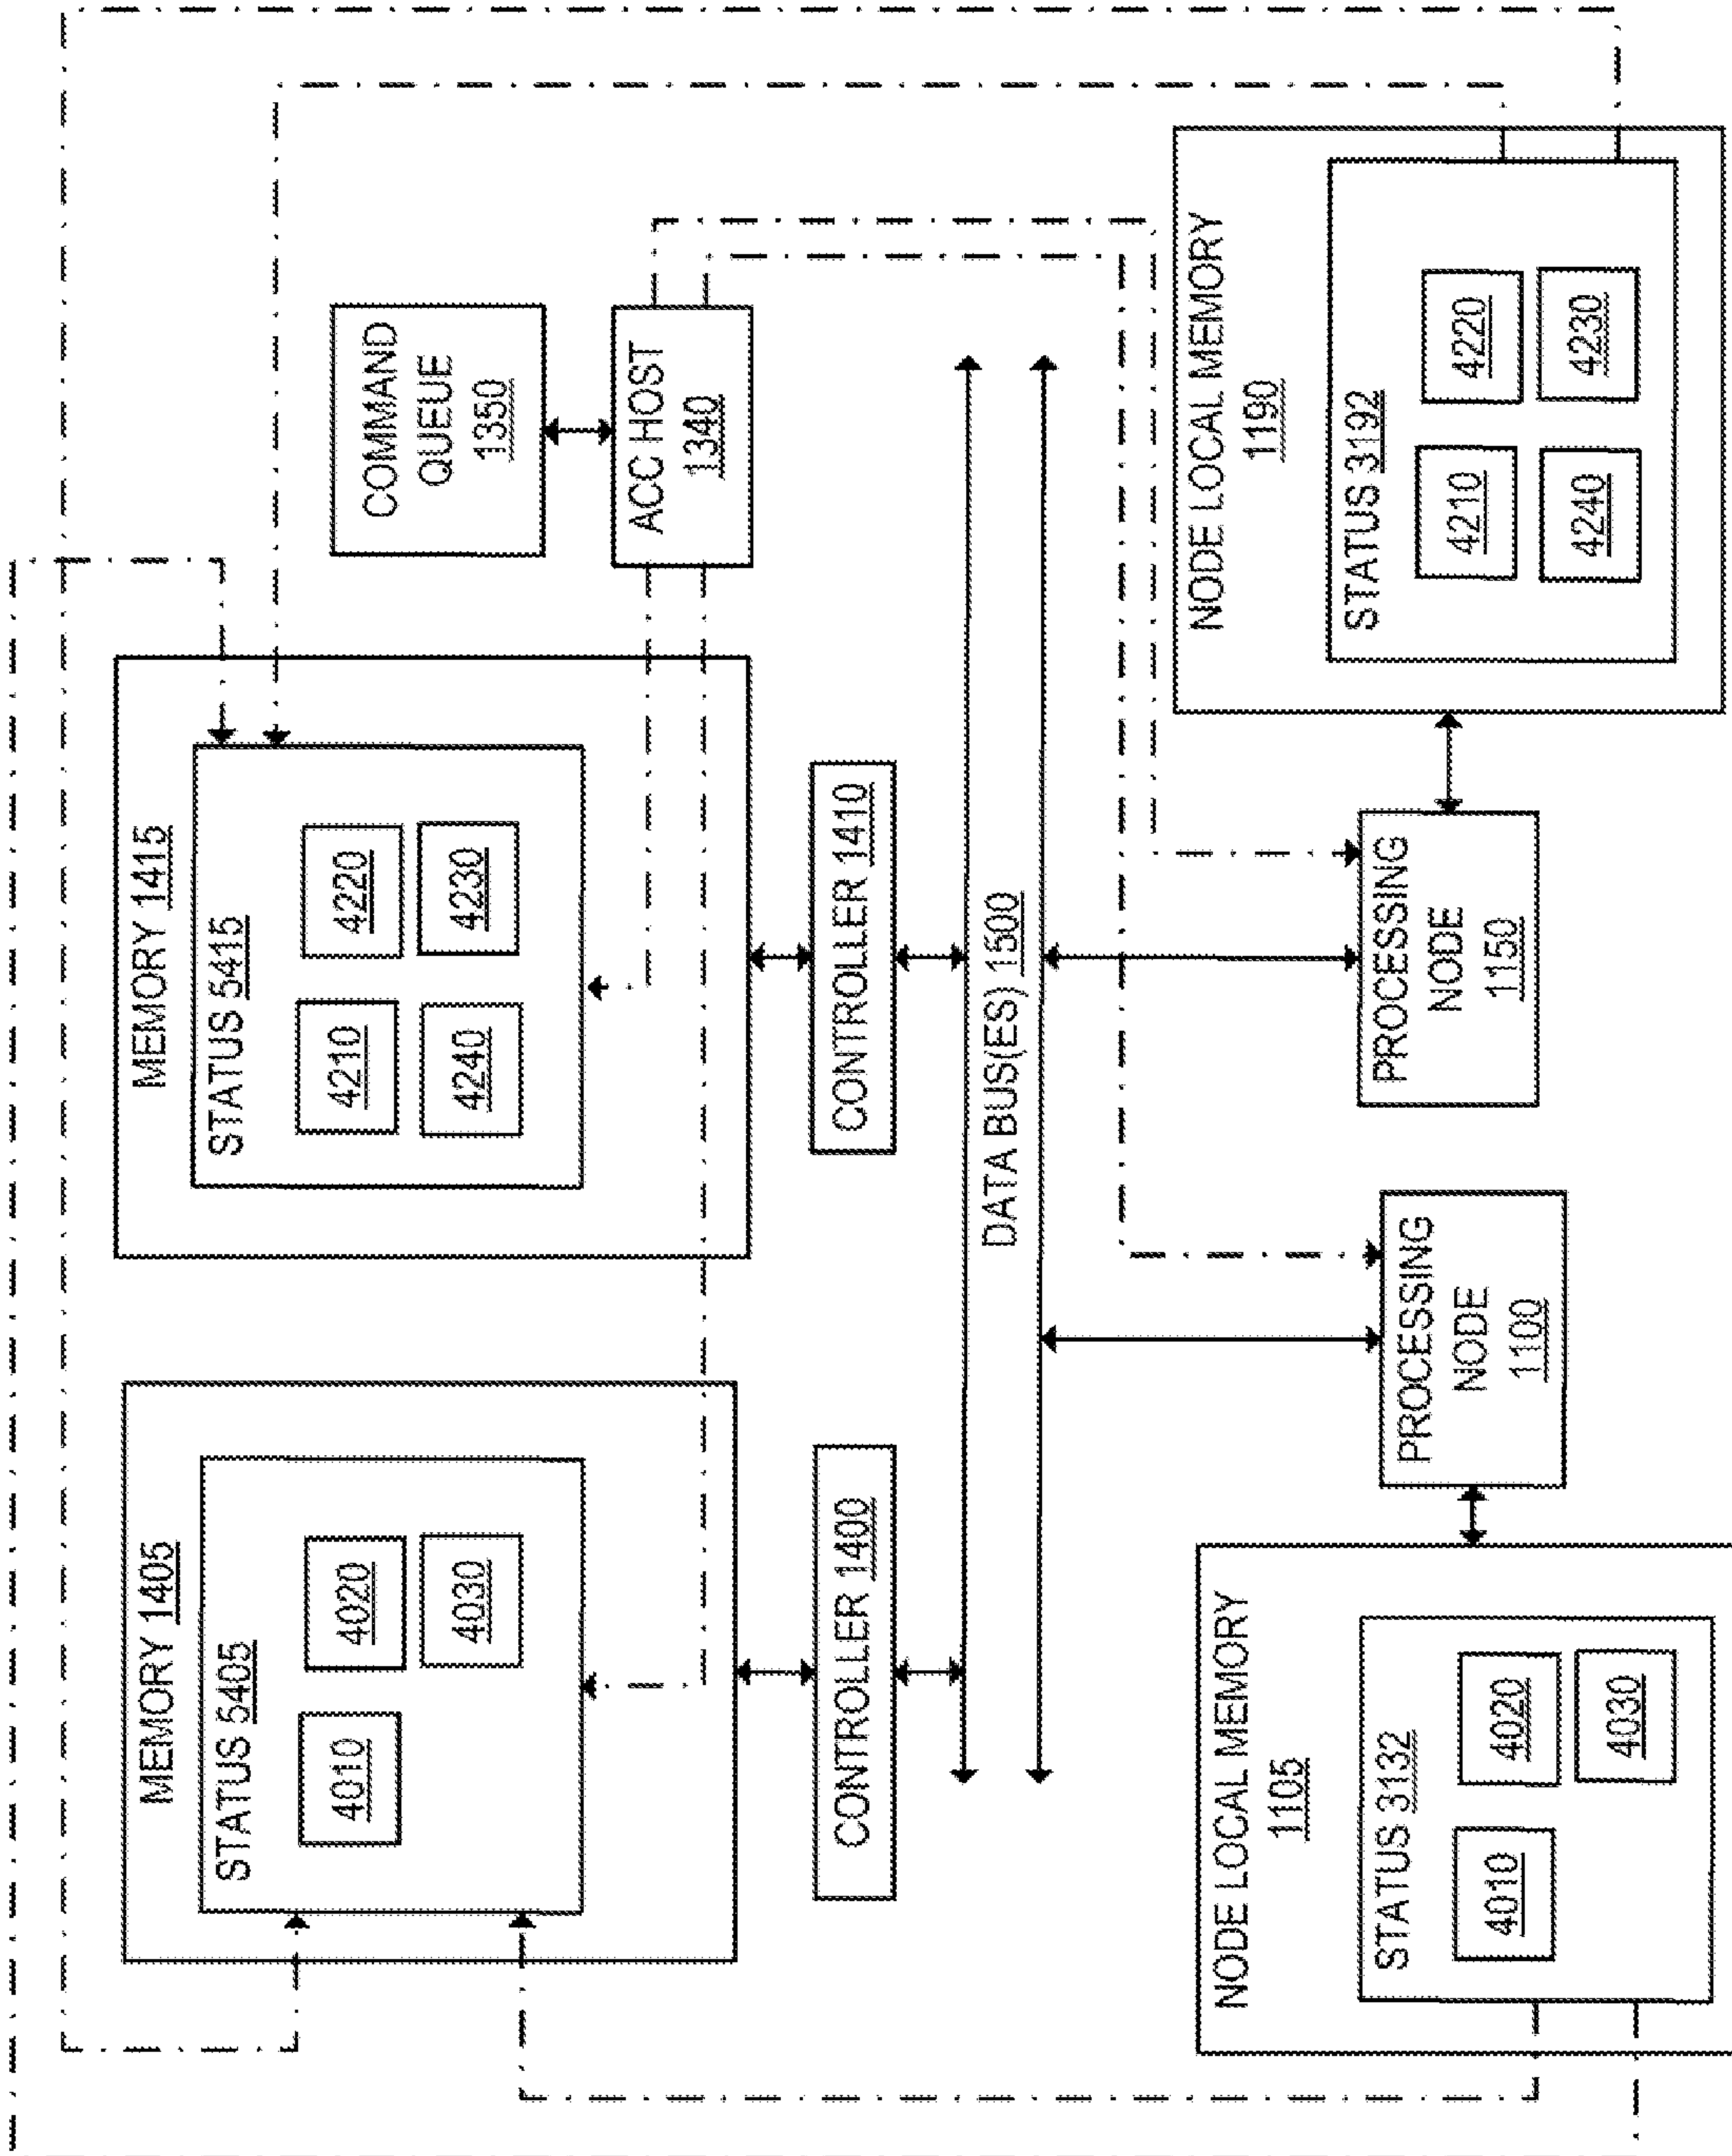 MEMORY 1405
STATUS 5405
4010
4020
4030
MEMORY 1415
STATUS 5415
4210
4220
4240
4230
COMMAND
QUEUE
1350
ACC HOST
1340
CONTROLLER 1400
CONTROLLER 1410
DATA BUS(ES) 1500
NODE LOCAL MEMORY
1105
STATUS 3132
4010
4020
4030
PROCESSING
NODE
1100
PROCESSING
NODE
1150
NODE LOCAL MEMORY
1190
STATUS 3192
4210
4220
4240
4230